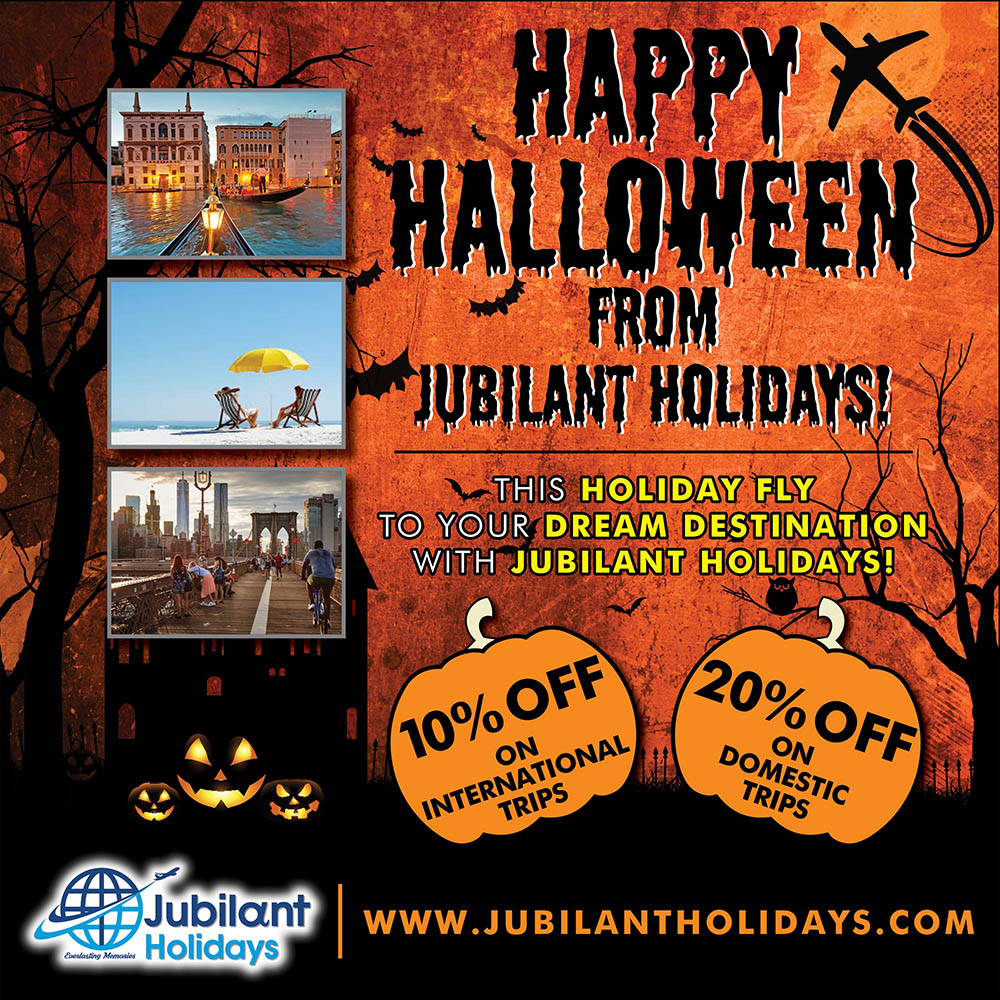 HAPPY
HALLOWEEN
FROM
JUBILANT HOLIDAYS!
THIS HOLIDAY FLY
TO YOUR DREAM DESTINATION
WITH JUBILANT HOLIDAYS!
10% OFF
ON
INTERNATIONAL
TRIPS
20% OFF
ON
DOMESTIC
TRIPS
Jubilant
Holidays
Everlasting Memories
WWW.JUBILANTHOLIDAYS.COM